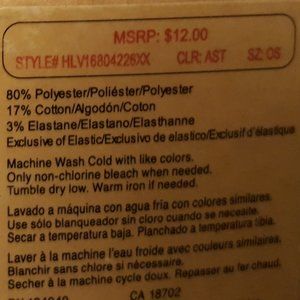 MSRP: $12.00
STYLE# HLV16804226XX CLR: AST SZ: OS
80% Polyester/Poliéster/Polyester
17% Cotton/Algodón/Coton
3% Elastane/Elastano/Elasthanne
Exclusive of Elastic/Exclusivo de elastico/Exclusif d'élastique
Machine Wash Cold with like colors.
Only non-chlorine bleach when needed.
Tumble dry low. Warm iron if needed.
Lavado a máquina con agua fria con colores similares.
Use sólo blanqueador sin cloro cuando se necesite.
Secar a temperatura baja. Planchado a temperatura tibia.
Laver à la machine l'eau froide avec couleurs similaires.
Blanchir sans chlore si nécessaire.
Secher à la machine cycle doux. Repasser au fer chaud.
CA 18702